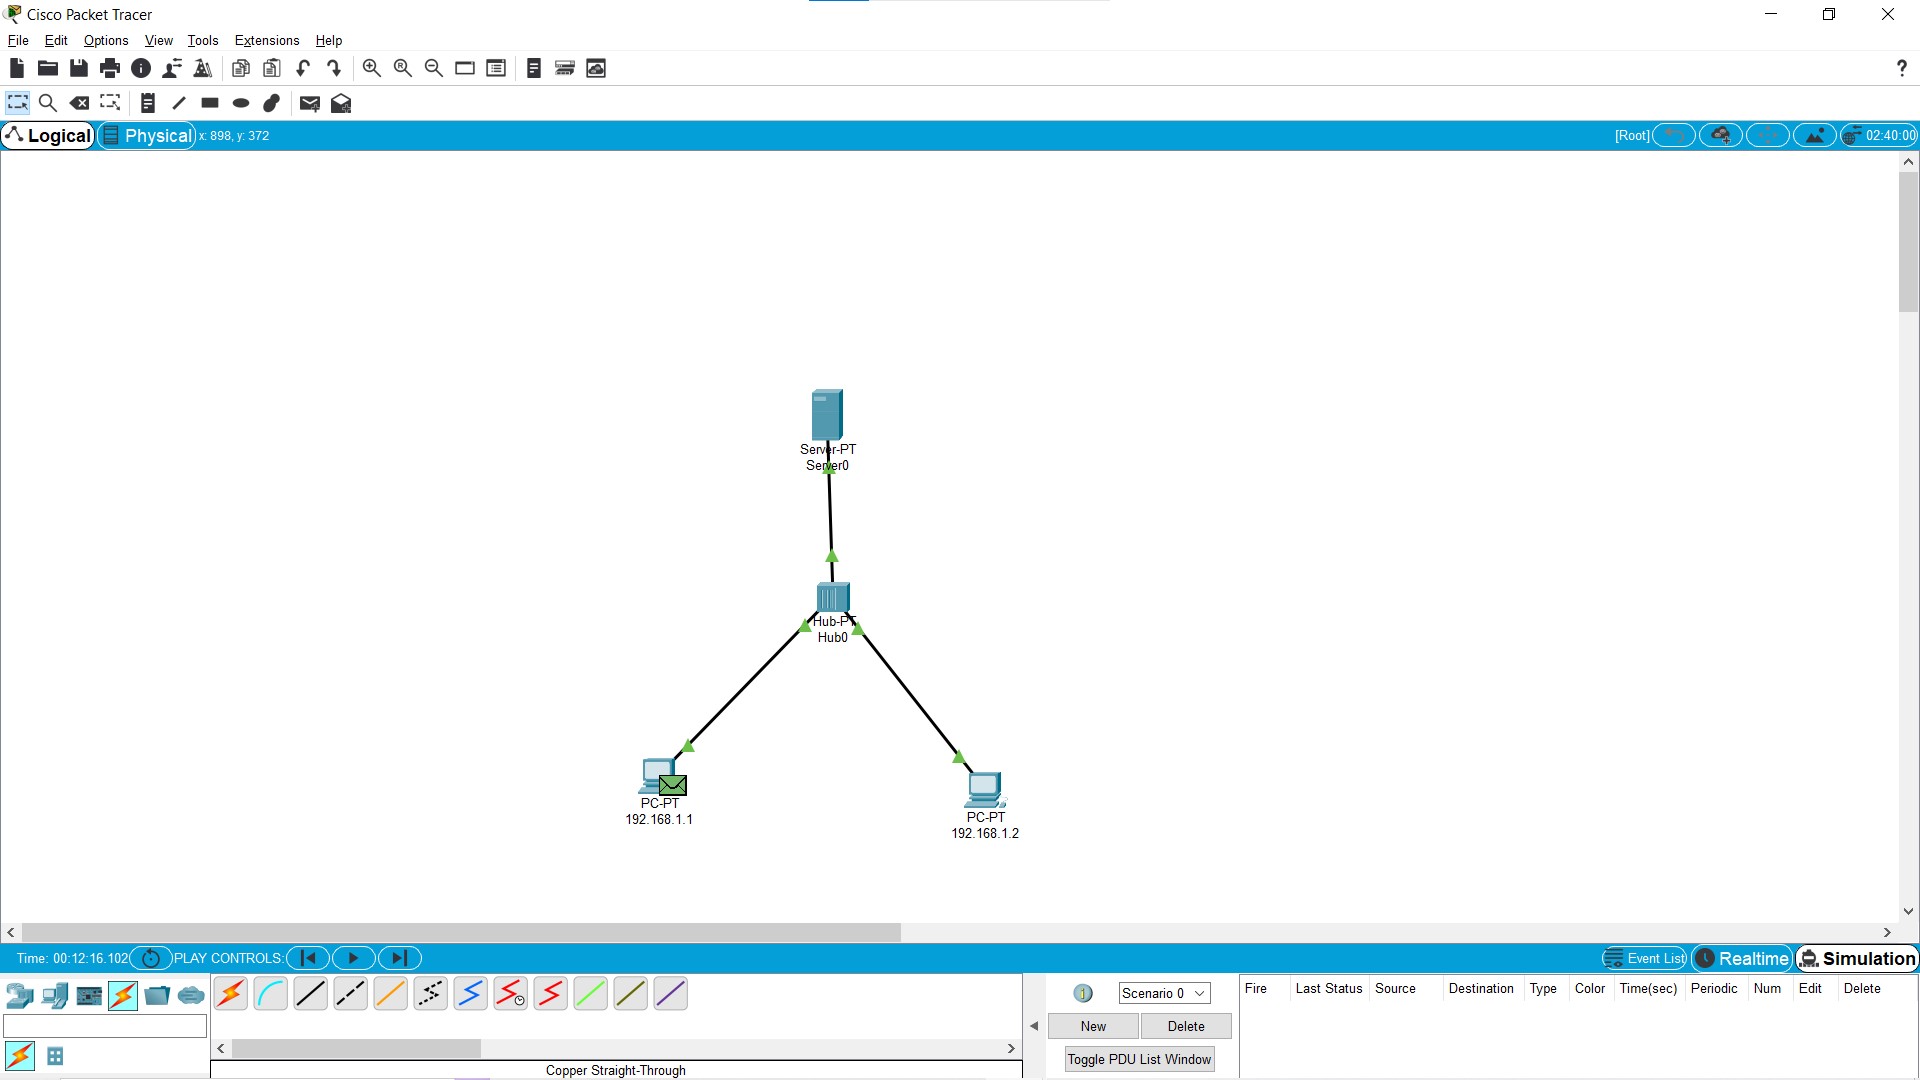 Cisco Packet Tracer
File Edit Options View Tools Extensions Help
?
Logical Physical x: 898, y: 372 [Root] 02:40:00
Server-PT
Server0
Hub-PT
Hub0
PC-PT
192.168.1.1
PC-PT
192.168.1.2
Time: 00:12:16.102 PLAY CONTROLS: Event List Realtime Simulation
Scenario 0
New Delete
Toggle PDU List Window
Fire Last Status Source Destination Type Color Time(sec) Periodic Num Edit Delete
Copper Straight-Through